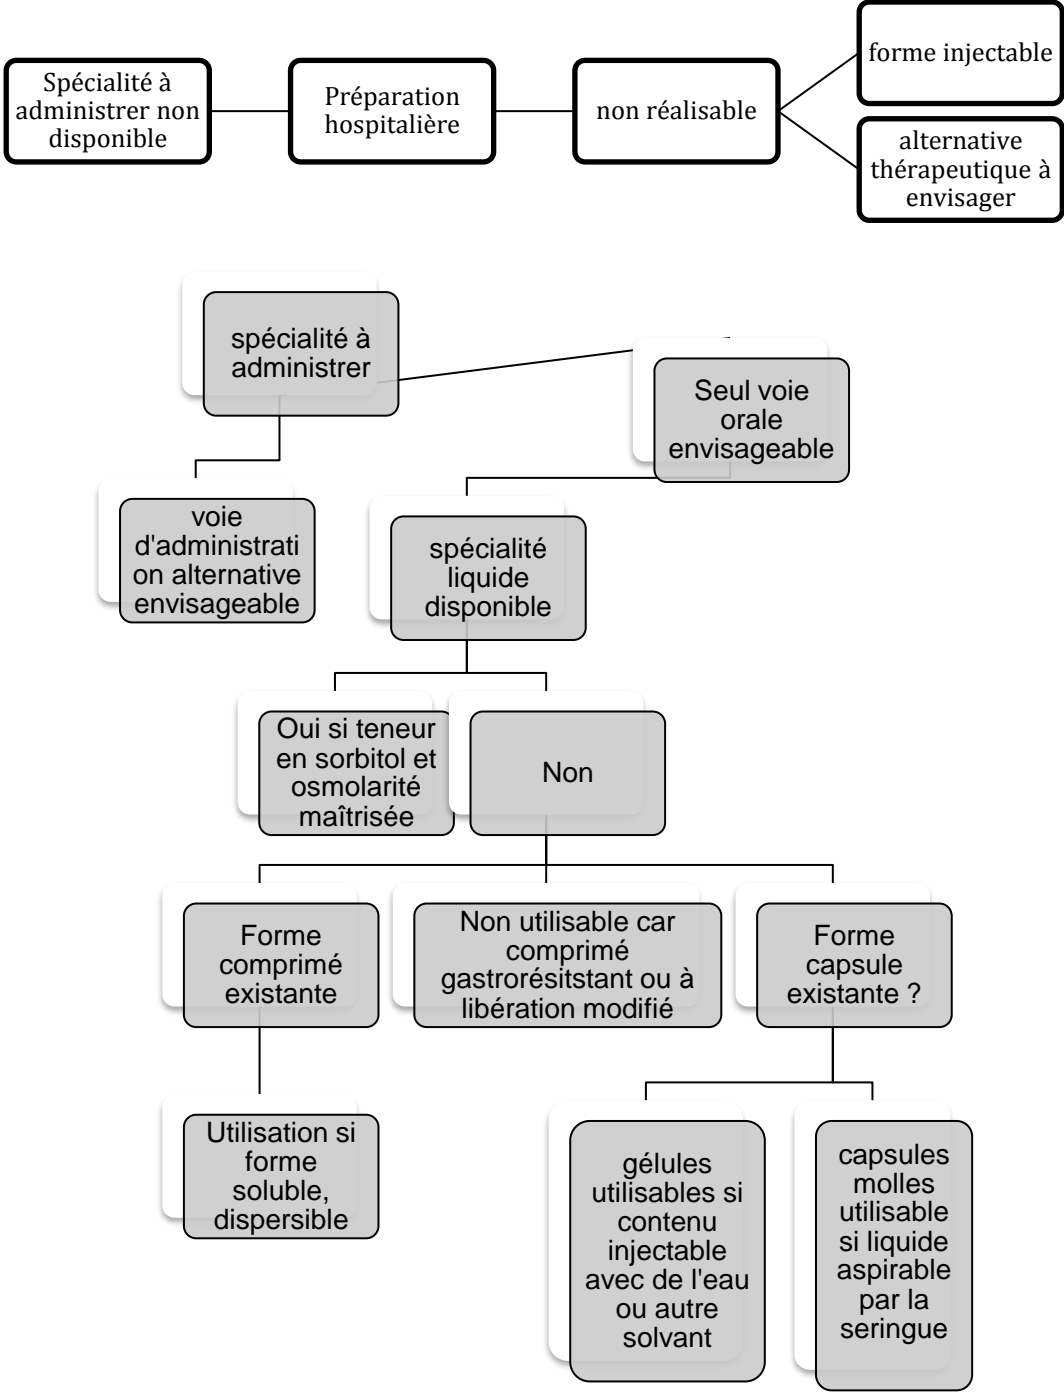 Spécialité à
administrer non
disponible
Préparation
hospitalière
non réalisable
forme injectable
alternative
thérapeutique à
envisager
spécialité à
administrer
Seul voie
orale
envisageable
voie
d'administrati
on alternative
envisageable
spécialité
liquide
disponible
Oui si teneur
en sorbitol et
osmolarité
maîtrisée
Non
Forme
comprimé
existante
Non utilisable car
comprimé
gastrorésitstant ou à
libération modifié
Forme
capsule
existante ?
Utilisation si
forme
soluble,
dispersible
gélules
utilisables si
contenu
injectable
avec de l'eau
ou autre
solvant
capsules
molles
utilisable
si liquide
aspirable
par la
seringue